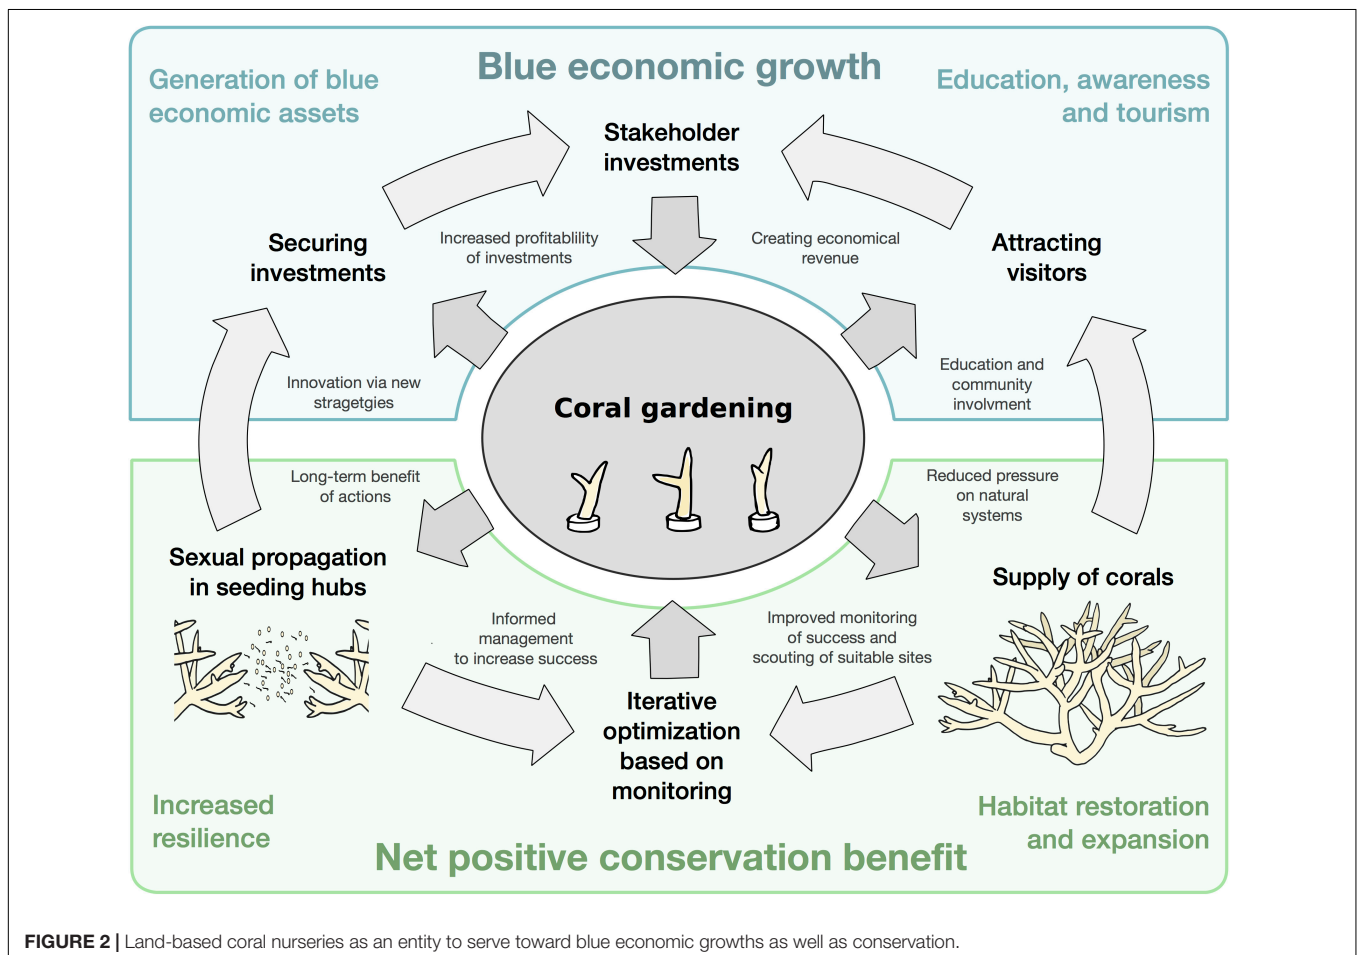 Blue economic growth
Generation of blue
economic assets
Education, awareness
and tourism
Stakeholder
investments
Securing
investments
Increased profitablility
of investments
Creating economical
revenue
Attracting
visitors
Innovation via new
stragetgies
Education and
community
involvment
Coral gardening
Long-term benefit
of actions
Reduced pressure
on natural
systems
Sexual propagation
in seeding hubs
Supply of corals
Informed
management
to increase success
Improved monitoring
of success and
scouting of suitable sites
Iterative
optimization
based on
monitoring
Increased
resilience
Habitat restoration
and expansion
Net positive conservation benefit
FIGURE 2 | Land-based coral nurseries as an entity to serve toward blue economic growths as well as conservation.